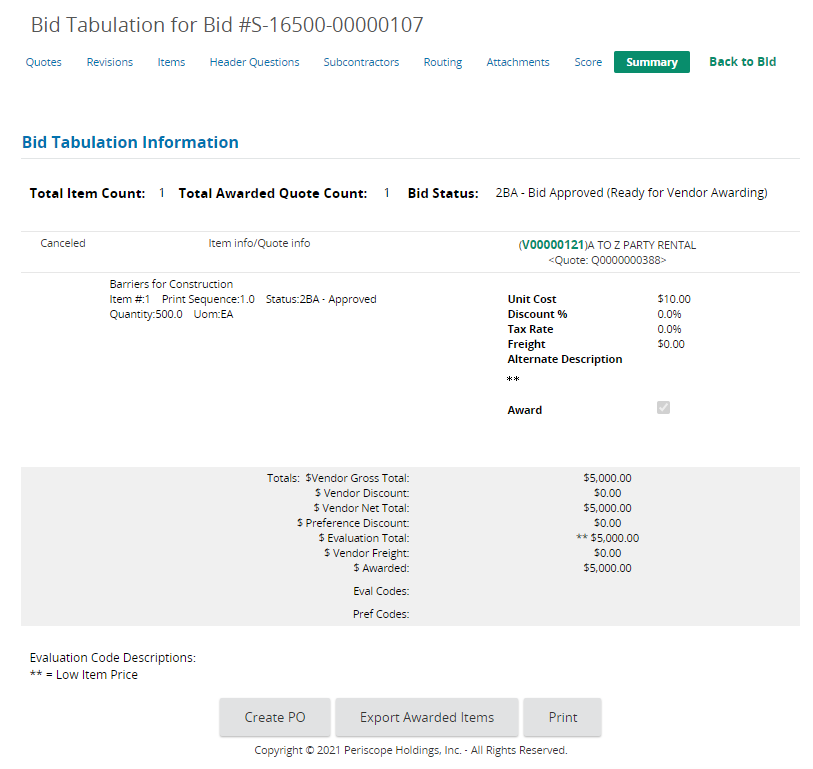 Bid Tabulation for Bid #S-16500-00000107
Quotes Revisions Items Header Questions Subcontractors Routing Attachments Score Summary Back to Bid
Bid Tabulation Information
Total Item Count: 1 Total Awarded Quote Count: 1 Bid Status: 2BA - Bid Approved (Ready for Vendor Awarding)
Canceled Item info/Quote info (V00000121)A TO Z PARTY RENTAL
<Quote: Q0000000388>
Barriers for Construction
Item #:1 Print Sequence:1.0 Status:2BA - Approved Unit Cost $10.00
Quantity:500.0 Uom:EA Discount % 0.0%
Tax Rate 0.0%
Freight $0.00
Alternate Description
**
Award
Totals: $Vendor Gross Total: $5,000.00
$ Vendor Discount: $0.00
$ Vendor Net Total: $5,000.00
$ Preference Discount: $0.00
$ Evaluation Total: ** $5,000.00
$ Vendor Freight: $0.00
$ Awarded: $5,000.00
Eval Codes:
Pref Codes:
Evaluation Code Descriptions:
** = Low Item Price
Create PO Export Awarded Items Print
Copyright © 2021 Periscope Holdings, Inc. - All Rights Reserved.